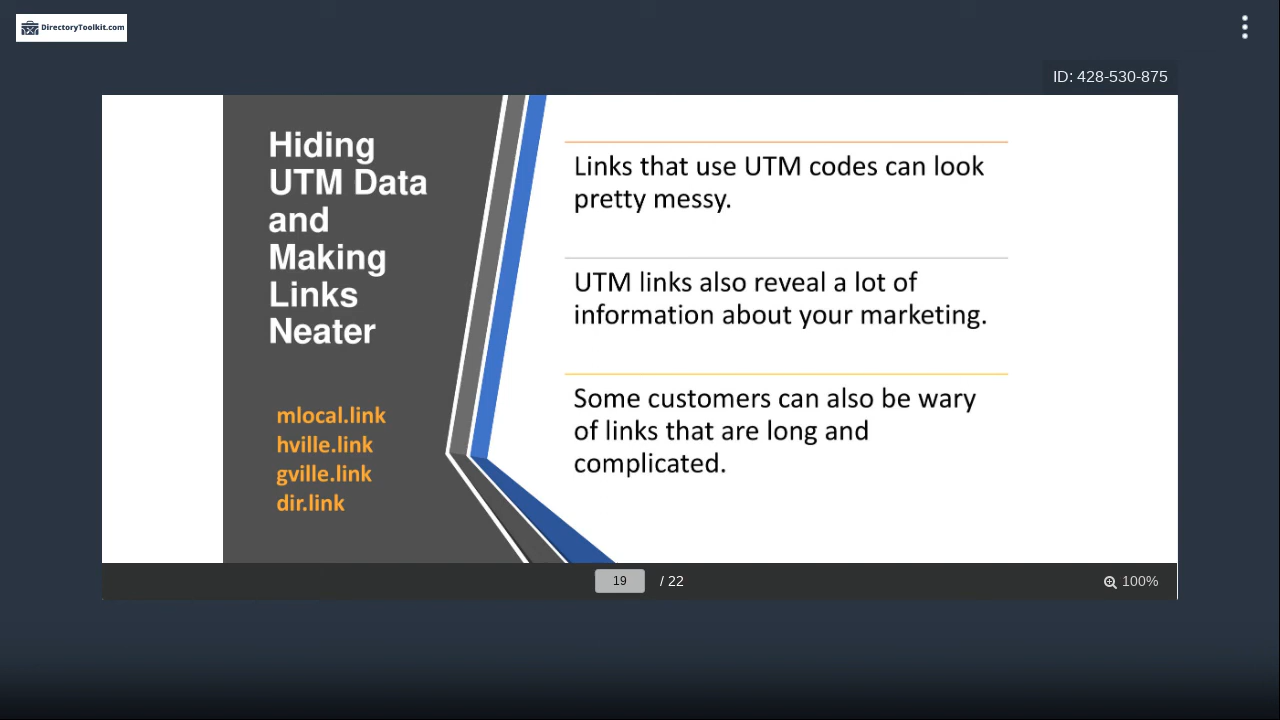 DirectoryToolkit.com
ID: 428-530-875
Hiding
UTM Data
and
Making
Links
Neater
mlocal.link
hville.link
gville.link
dir.link
Links that use UTM codes can look
pretty messy.
UTM links also reveal a lot of
information about your marketing.
Some customers can also be wary
of links that are long and
complicated.
19 / 22
100%